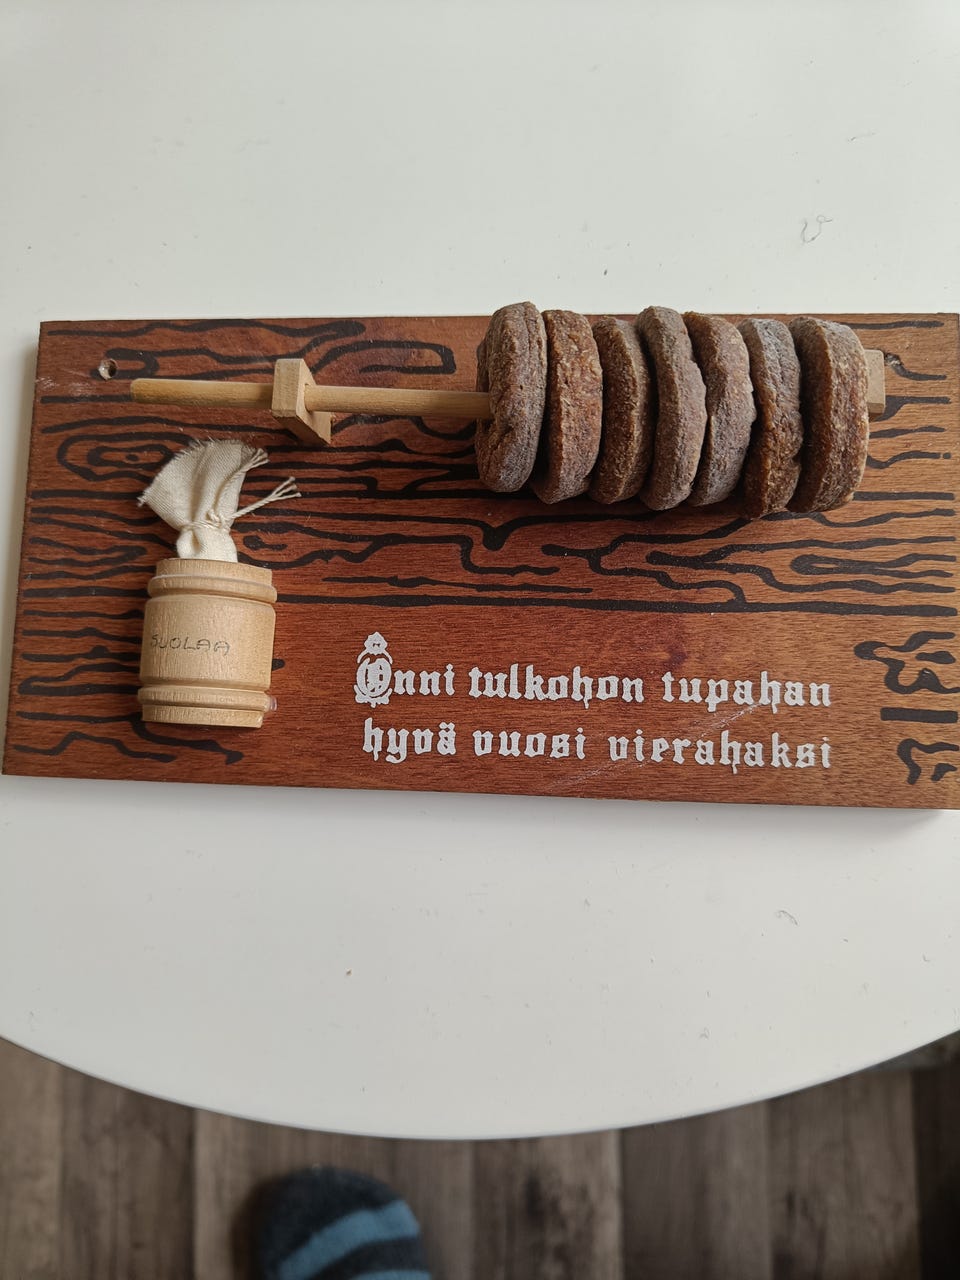 SUOLAA
Onni tulkohon tupahan
hyvä vuosi vierahaksi